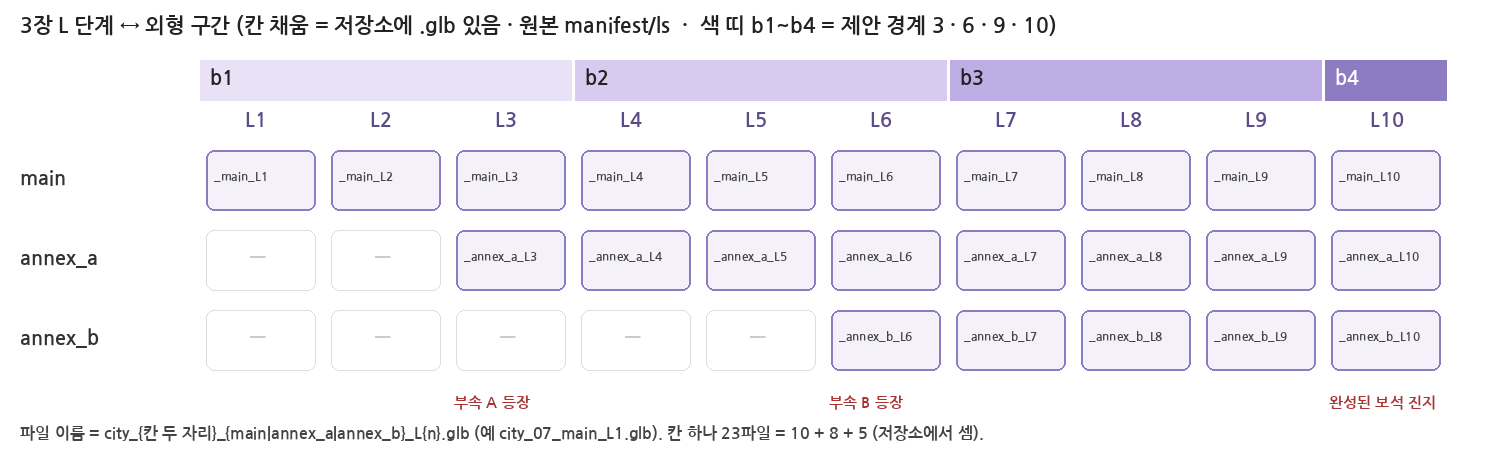 3장 L 단계 ↔ 외형 구간 (칸 채움 = 저장소에 .glb 있음 · 원본 manifest/ls · 색 띠 b1~b4 = 제안 경계 3 · 6 · 9 · 10)
b1 b2 b3 b4
L1 L2 L3 L4 L5 L6 L7 L8 L9 L10
main _main_L1 _main_L2 _main_L3 _main_L4 _main_L5 _main_L6 _main_L7 _main_L8 _main_L9 _main_L10
annex_a — — _annex_a_L3 _annex_a_L4 _annex_a_L5 _annex_a_L6 _annex_a_L7 _annex_a_L8 _annex_a_L9 _annex_a_L10
annex_b — — — — — _annex_b_L6 _annex_b_L7 _annex_b_L8 _annex_b_L9 _annex_b_L10
부속 A 등장 부속 B 등장 완성된 보석 진지
파일 이름 = city_{칸 두 자리}_{main|annex_a|annex_b}_L{n}.glb (예 city_07_main_L1.glb). 칸 하나 23파일 = 10 + 8 + 5 (저장소에서 셈).